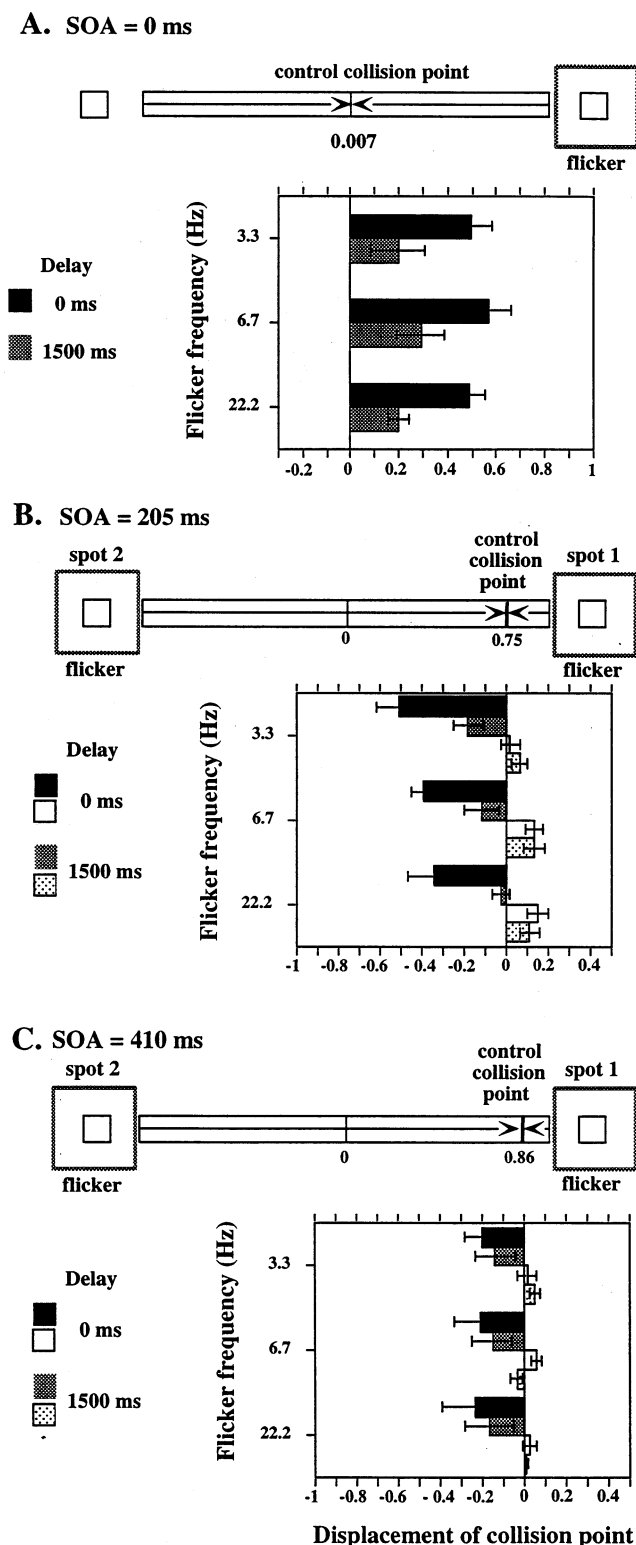 A. SOA = 0 ms
control collision point
0.007
flicker
Flicker frequency (Hz)
Delay
0 ms
1500 ms
3.3
6.7
22.2
-0.2 0 0.2 0.4 0.6 0.8 1
B. SOA = 205 ms
spot 2
control
collision
point
spot 1
0
0.75
flicker
flicker
Flicker frequency (Hz)
Delay
0 ms
1500 ms
3.3
6.7
22.2
-1 -0.8 -0.6 - 0.4 -0.2 0 0.2 0.4
C. SOA = 410 ms
spot 2
control
collision
point
spot 1
0
0.86
flicker
flicker
Flicker frequency (Hz)
Delay
0 ms
1500 ms
3.3
6.7
22.2
-1 -0.8 -0.6 - 0.4 -0.2 0 0.2 0.4
Displacement of collision point